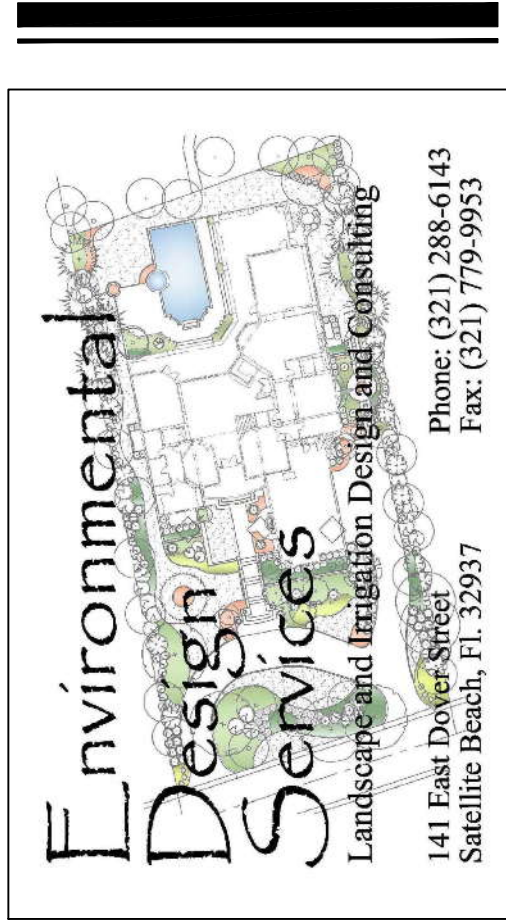 Environmental
Design
Services
Landscape and Irrigation Design and Consulting
141 East Dover Street Phone: (321) 288-6143
Satellite Beach, Fl. 32937 Fax: (321) 779-9953